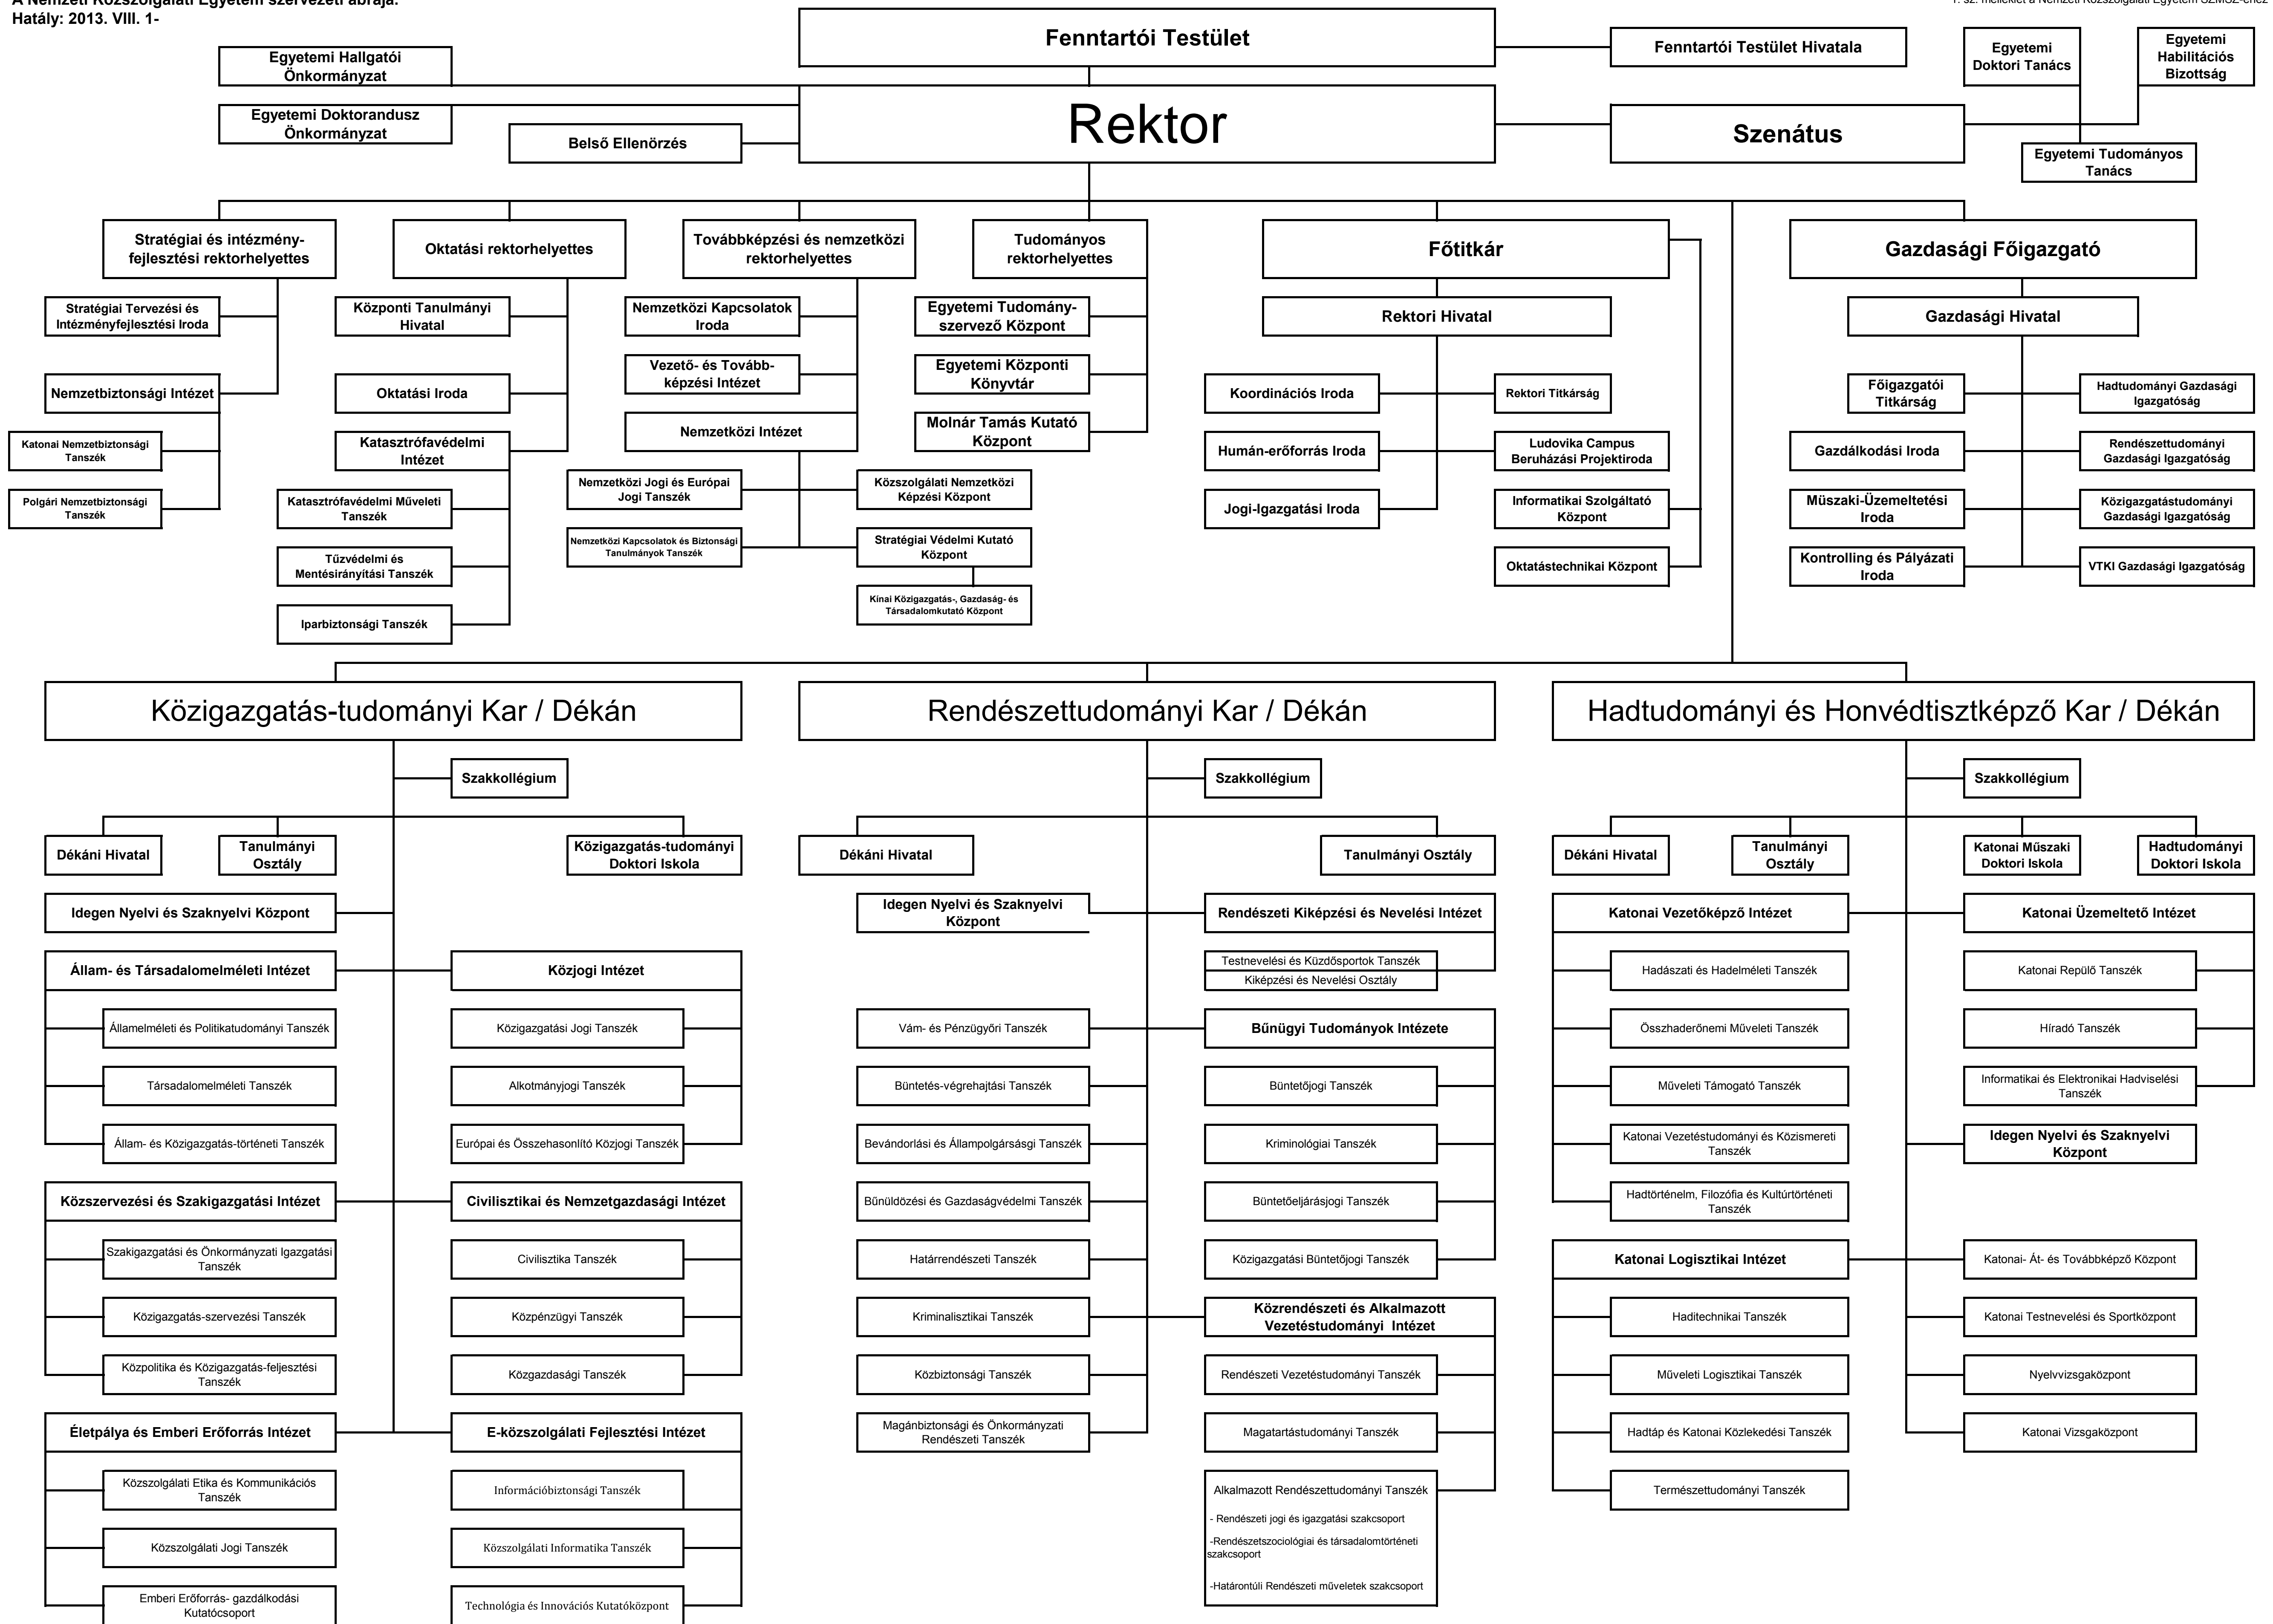 A Nemzeti Közszolgálati Egyetem szervezeti ábrája.
Hatály: 2013. VIII. 1-
1. sz. melléklet a Nemzeti Közszolgálati Egyetem SZMSZ-éhez
Fenntartói Testület
Fenntartói Testület Hivatala
Egyetemi
Doktori Tanács
Egyetemi
Habilitációs
Bizottság
Egyetemi Hallgatói
Önkormányzat
Egyetemi Doktorandusz
Önkormányzat
Belső Ellenörzés
Rektor
Szenátus
Egyetemi Tudományos
Tanács
Stratégiai és intézmény-
fejlesztési rektorhelyettes
Oktatási rektorhelyettes
Továbbképzési és nemzetközi
rektorhelyettes
Tudományos
rektorhelyettes
Főtitkár
Gazdasági Főigazgató
Stratégiai Tervezési és
Intézményfejlesztési Iroda
Nemzetbiztonsági Intézet
Katonai Nemzetbiztonsági
Tanszék
Polgári Nemzetbiztonsági
Tanszék
Központi Tanulmányi
Hivatal
Oktatási Iroda
Katasztrófavédelmi
Intézet
Katasztrófavédelmi Műveleti
Tanszék
Tűzvédelmi és
Mentésirányítási Tanszék
Iparbiztonsági Tanszék
Nemzetközi Kapcsolatok
Iroda
Vezető- és Tovább-
képzési Intézet
Nemzetközi Intézet
Nemzetközi Jogi és Európai
Jogi Tanszék
Közszolgálati Nemzetközi
Képzési Központ
Nemzetközi Kapcsolatok és Biztonsági
Tanulmányok Tanszék
Stratégiai Védelmi Kutató
Központ
Kínai Közigazgatás-, Gazdaság- és
Társadalomkutató Központ
Egyetemi Tudomány-
szervező Központ
Egyetemi Központi
Könyvtár
Molnár Tamás Kutató
Központ
Rektori Hivatal
Koordinációs Iroda
Rektori Titkárság
Humán-erőforrás Iroda
Ludovika Campus
Beruházási Projektiroda
Jogi-Igazgatási Iroda
Informatikai Szolgáltató
Központ
Oktatástechnikai Központ
Gazdasági Hivatal
Főigazgatói
Titkárság
Hadtudományi Gazdasági
Igazgatóság
Gazdálkodási Iroda
Rendészettudományi
Gazdasági Igazgatóság
Müszaki-Üzemeltetési
Iroda
Közigazgatástudományi
Gazdasági Igazgatóság
Kontrolling és Pályázati
Iroda
VTKI Gazdasági Igazgatóság
Közigazgatás-tudományi Kar / Dékán
Szakkollégium
Dékáni Hivatal
Tanulmányi
Osztály
Közigazgatás-tudományi
Doktori Iskola
Idegen Nyelvi és Szaknyelvi Központ
Állam- és Társadalomelméleti Intézet
Államelméleti és Politikatudományi Tanszék
Társadalomelméleti Tanszék
Állam- és Közigazgatás-történeti Tanszék
Közjogi Intézet
Közigazgatási Jogi Tanszék
Alkotmányjogi Tanszék
Európai és Összehasonlító Közjogi Tanszék
Közszervezési és Szakigazgatási Intézet
Szakigazgatási és Önkormányzati Igazgatási
Tanszék
Közigazgatás-szervezési Tanszék
Közpolitika és Közigazgatás-feljesztési
Tanszék
Civilisztikai és Nemzetgazdasági Intézet
Civilisztika Tanszék
Közpénzügyi Tanszék
Közgazdasági Tanszék
Életpálya és Emberi Erőforrás Intézet
Közszolgálati Etika és Kommunikációs
Tanszék
Közszolgálati Jogi Tanszék
Emberi Erőforrás- gazdálkodási
Kutatócsoport
E-közszolgálati Fejlesztési Intézet
Információbiztonsági Tanszék
Közszolgálati Informatika Tanszék
Technológia és Innovációs Kutatóközpont
Rendészettudományi Kar / Dékán
Szakkollégium
Dékáni Hivatal
Tanulmányi Osztály
Idegen Nyelvi és Szaknyelvi
Központ
Rendészeti Kiképzési és Nevelési Intézet
Testnevelési és Küzdősportok Tanszék
Kiképzési és Nevelési Osztály
Vám- és Pénzügyőri Tanszék
Büntetés-végrehajtási Tanszék
Bevándorlási és Állampolgársásgi Tanszék
Bűnüldözési és Gazdaságvédelmi Tanszék
Határrendészeti Tanszék
Kriminalisztikai Tanszék
Közbiztonsági Tanszék
Magánbiztonsági és Önkormányzati
Rendészeti Tanszék
Bűnügyi Tudományok Intézete
Büntetőjogi Tanszék
Kriminológiai Tanszék
Büntetőeljárásjogi Tanszék
Közigazgatási Büntetőjogi Tanszék
Közrendészeti és Alkalmazott
Vezetéstudományi Intézet
Rendészeti Vezetéstudományi Tanszék
Magatartástudományi Tanszék
Alkalmazott Rendészettudományi Tanszék
- Rendészeti jogi és igazgatási szakcsoport
-Rendészetszociológiai és társadalomtörténeti
szakcsoport
-Határontúli Rendészeti műveletek szakcsoport
Hadtudományi és Honvédtisztképző Kar / Dékán
Szakkollégium
Dékáni Hivatal
Tanulmányi
Osztály
Katonai Műszaki
Doktori Iskola
Hadtudományi
Doktori Iskola
Katonai Vezetőképző Intézet
Hadászati és Hadelméleti Tanszék
Összhaderőnemi Műveleti Tanszék
Műveleti Támogató Tanszék
Katonai Vezetéstudományi és Közismereti
Tanszék
Hadtörténelm, Filozófia és Kultúrtörténeti
Tanszék
Katonai Üzemeltető Intézet
Katonai Repülő Tanszék
Híradó Tanszék
Informatikai és Elektronikai Hadviselési
Tanszék
Idegen Nyelvi és Szaknyelvi
Központ
Katonai Logisztikai Intézet
Haditechnikai Tanszék
Műveleti Logisztikai Tanszék
Hadtáp és Katonai Közlekedési Tanszék
Természettudományi Tanszék
Katonai- Át- és Továbbképző Központ
Katonai Testnevelési és Sportközpont
Nyelvvizsgaközpont
Katonai Vizsgaközpont